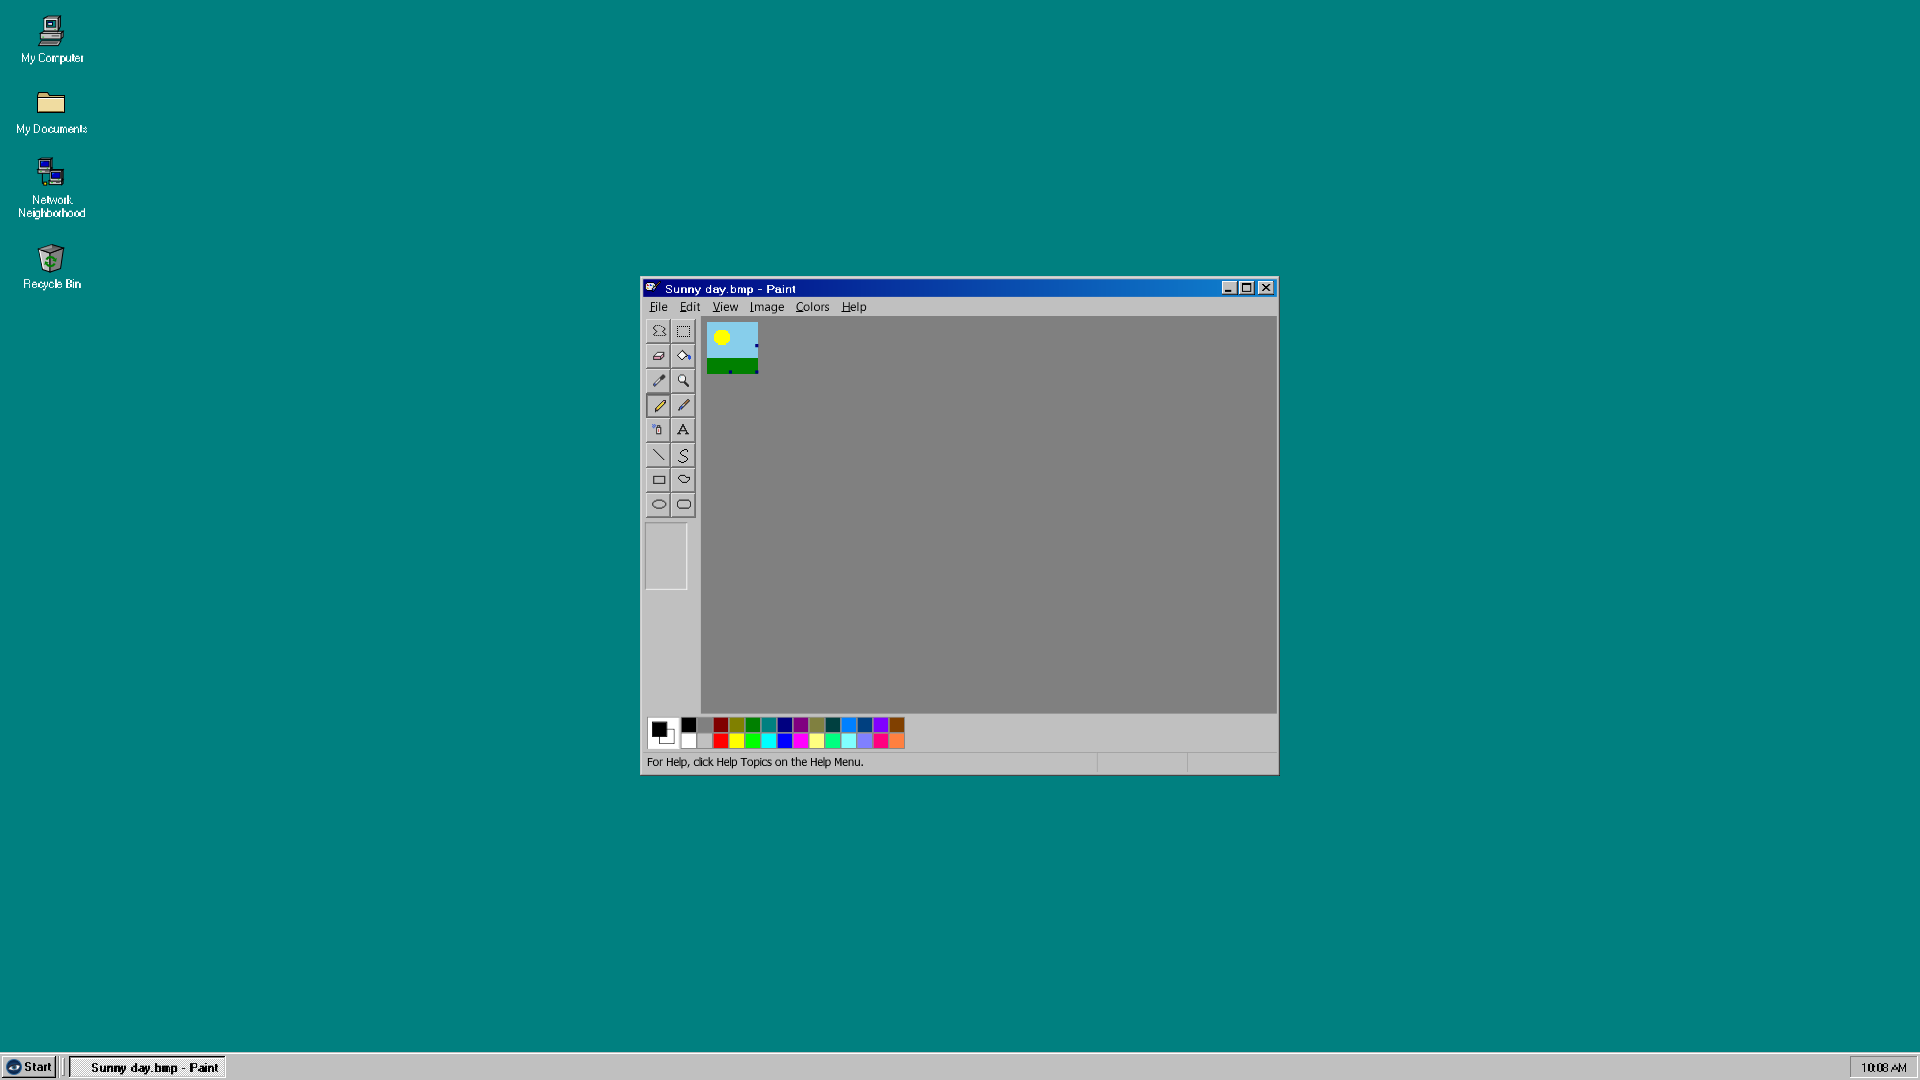 My Computer
My Documents
Network
Neighborhood
Recycle Bin
Sunny day.bmp - Paint
File Edit View Image Colors Help
A
For Help, click Help Topics on the Help Menu.
Start
Sunny day.bmp - Paint
10:08 AM